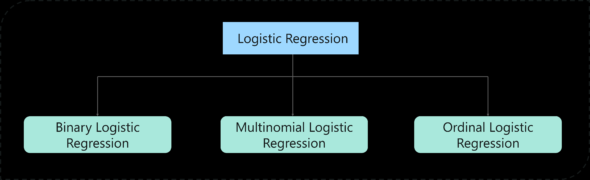 Logistic Regression
Binary Logistic
Regression
Multinomial Logistic
Regression
Ordinal Logistic
Regression